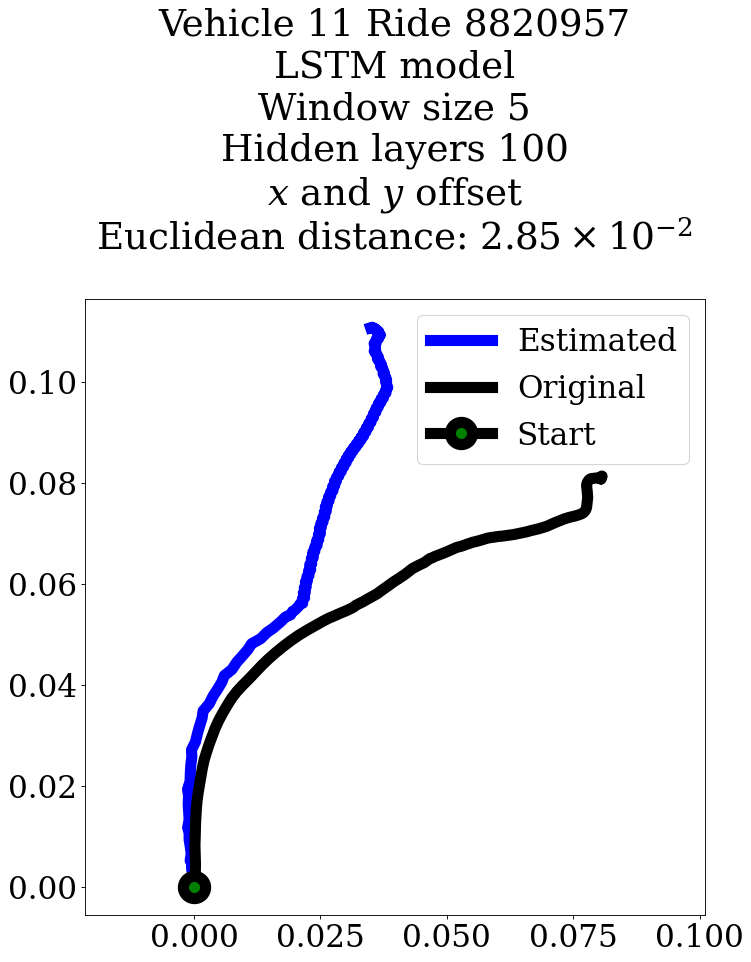 Vehicle 11 Ride 8820957
LSTM model
Window size 5
Hidden layers 100
x and y offset
Euclidean distance: 2.85 × 10⁻²
Estimated
Original
Start
0.10
0.08
0.06
0.04
0.02
0.00
0.000 0.025 0.050 0.075 0.100